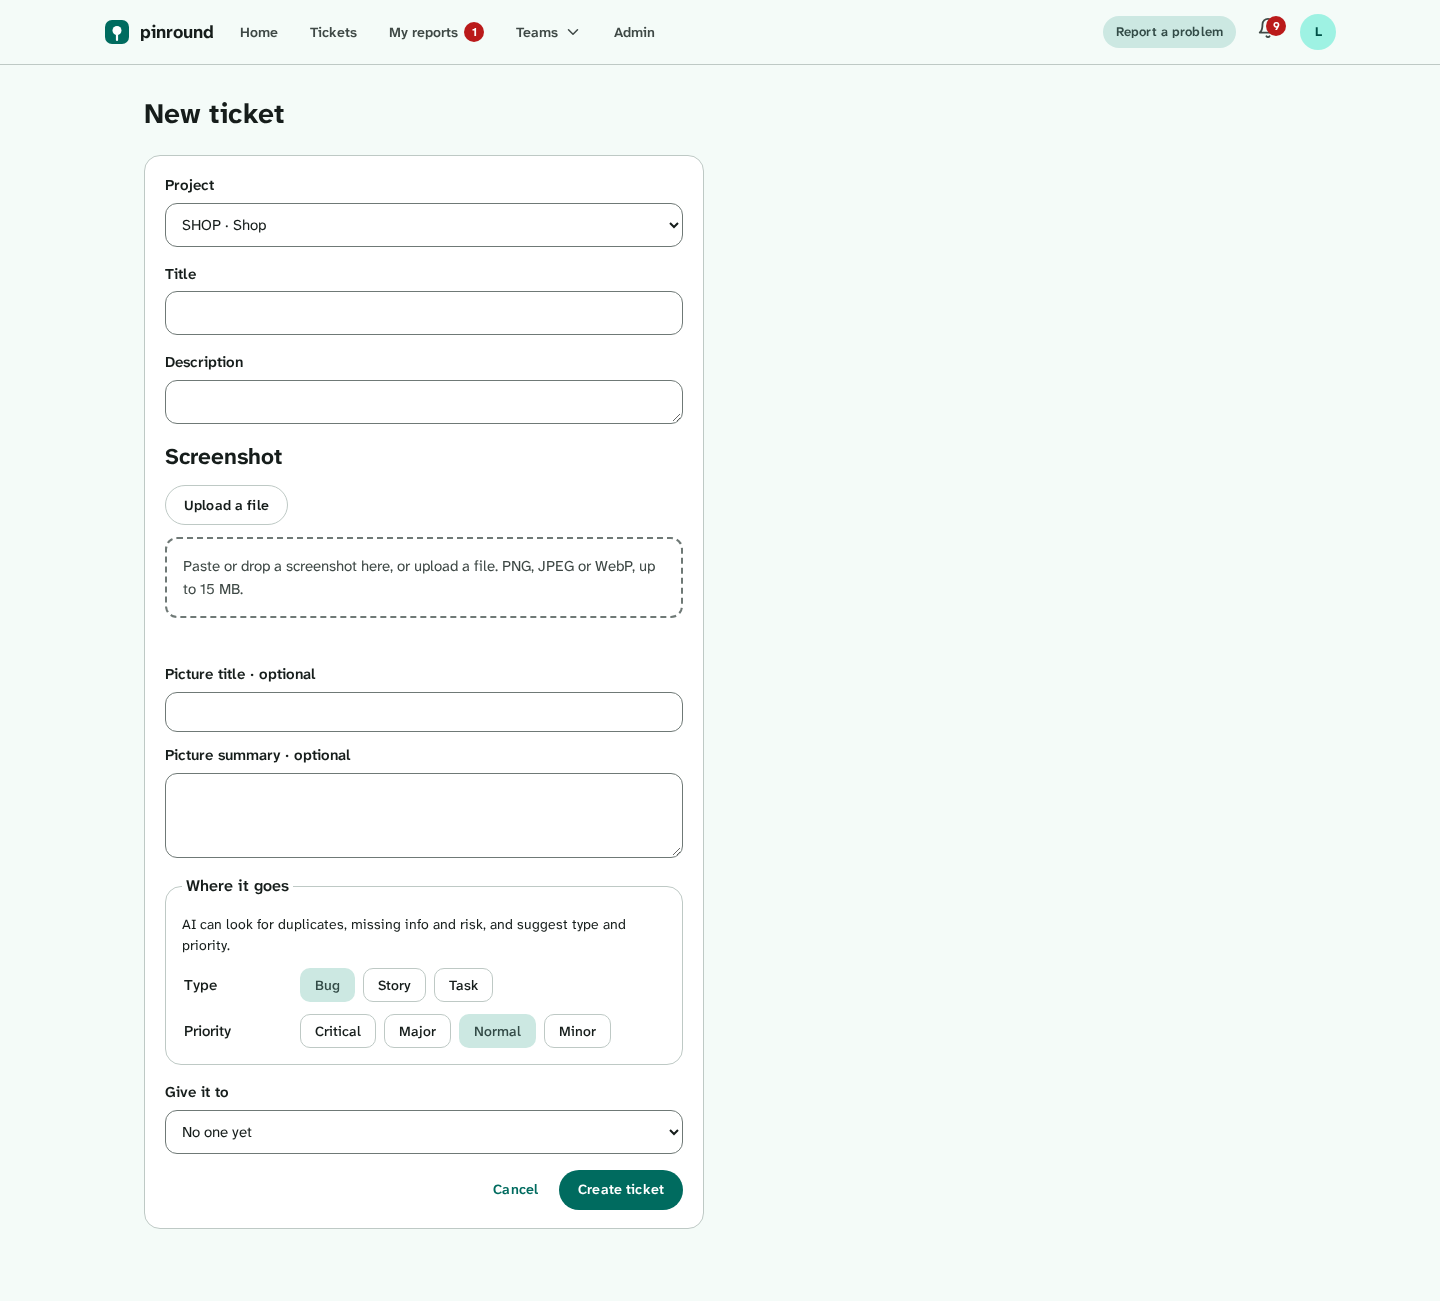 pinround
Home
Tickets
My reports 1
Teams
Admin
Report a problem
9
L
New ticket
Project
SHOP · Shop
Title
Description
Screenshot
Upload a file
Paste or drop a screenshot here, or upload a file. PNG, JPEG or WebP, up
to 15 MB.
Picture title · optional
Picture summary · optional
Where it goes
AI can look for duplicates, missing info and risk, and suggest type and
priority.
Type
Bug
Story
Task
Priority
Critical
Major
Normal
Minor
Give it to
No one yet
Cancel
Create ticket